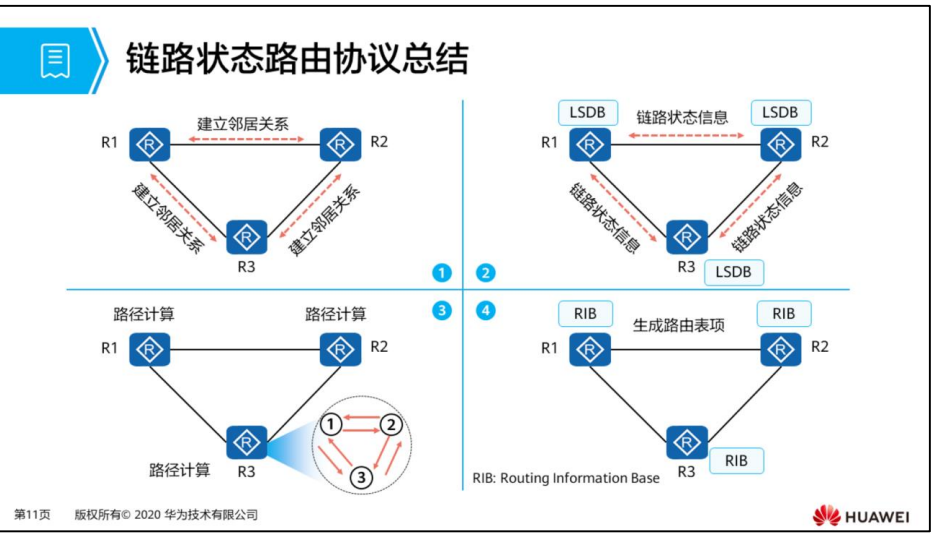 链路状态路由协议总结
建立邻居关系
R1
R2
建立邻居关系
建立邻居关系
R3
1
LSDB
链路状态信息
LSDB
R1
R2
链路状态信息
链路状态信息
R3
LSDB
2
路径计算
路径计算
3
R1
R2
1
2
3
路径计算
R3
4
RIB
生成路由表项
RIB
R1
R2
RIB
R3
RIB: Routing Information Base
第11页 版权所有© 2020 华为技术有限公司
HUAWEI